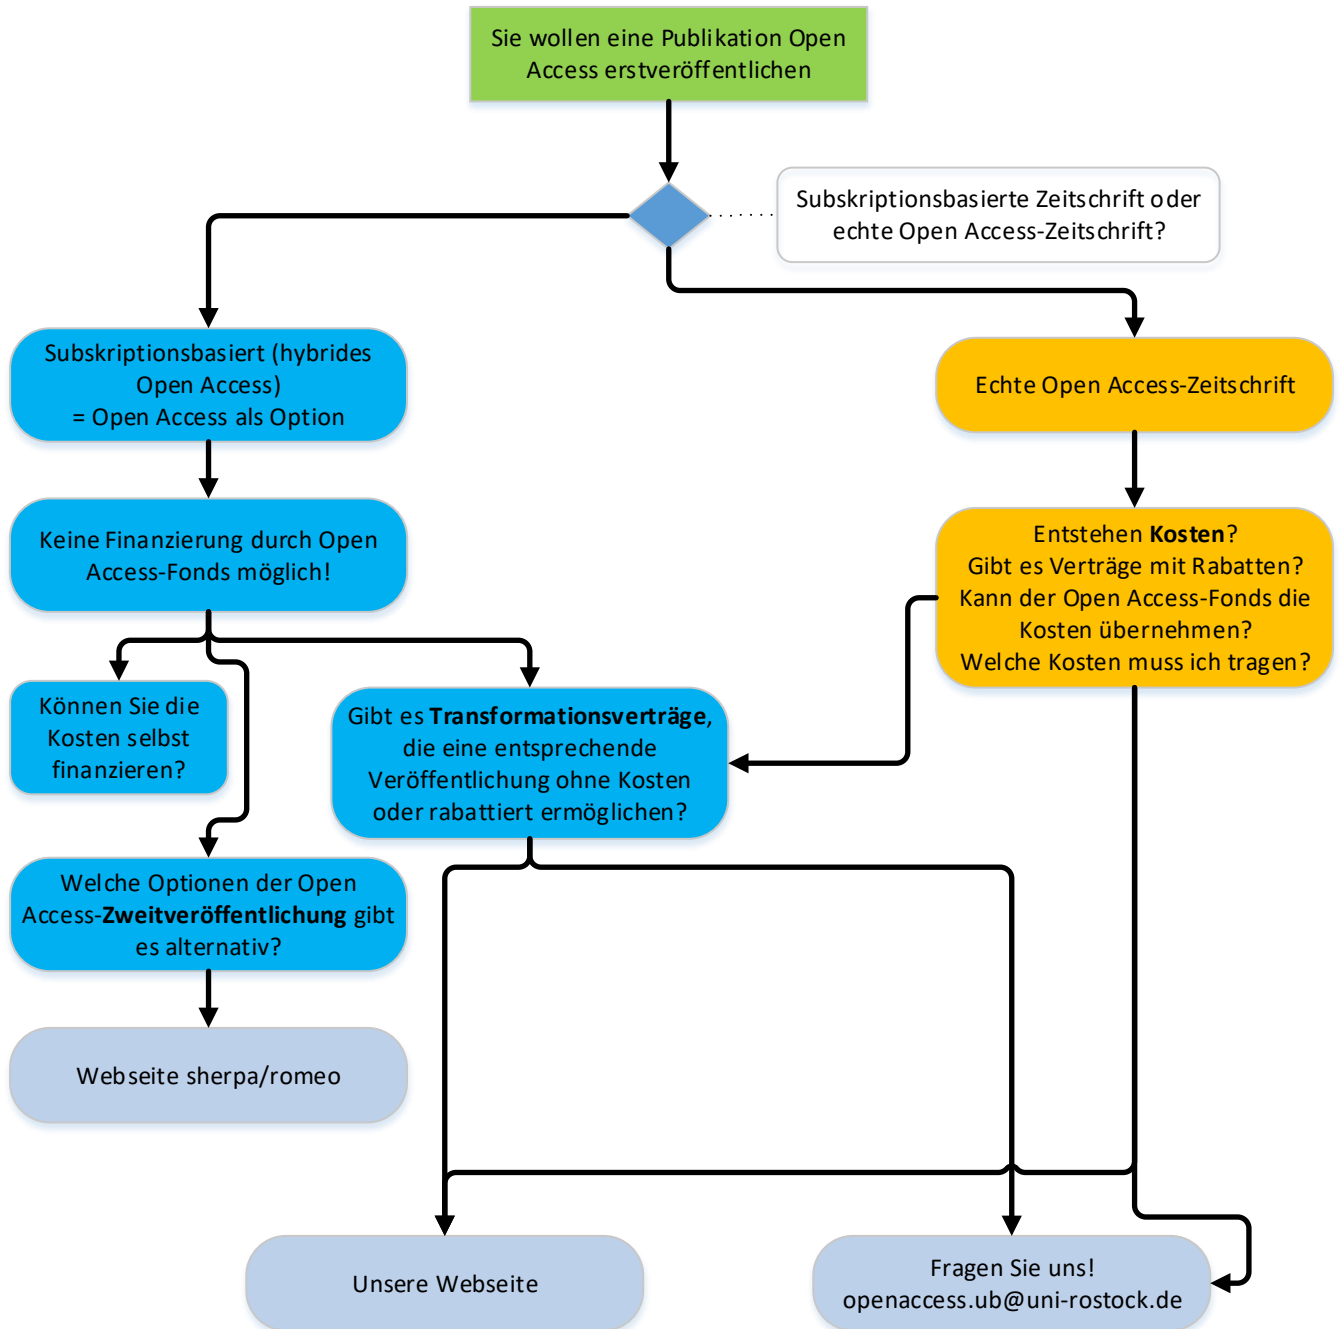 Sie wollen eine Publikation Open
Access erstveröffentlichen
Subskriptionsbasierte Zeitschrift oder
echte Open Access-Zeitschrift?
Subskriptionsbasiert (hybrides
Open Access)
= Open Access als Option
Echte Open Access-Zeitschrift
Keine Finanzierung durch Open
Access-Fonds möglich!
Entstehen Kosten?
Gibt es Verträge mit Rabatten?
Kann der Open Access-Fonds die
Kosten übernehmen?
Welche Kosten muss ich tragen?
Können Sie die
Kosten selbst
finanzieren?
Gibt es Transformationsverträge,
die eine entsprechende
Veröffentlichung ohne Kosten
oder rabattiert ermöglichen?
Welche Optionen der Open
Access-Zweitveröffentlichung gibt
es alternativ?
Webseite sherpa/romeo
Unsere Webseite
Fragen Sie uns!
openaccess.ub@uni-rostock.de